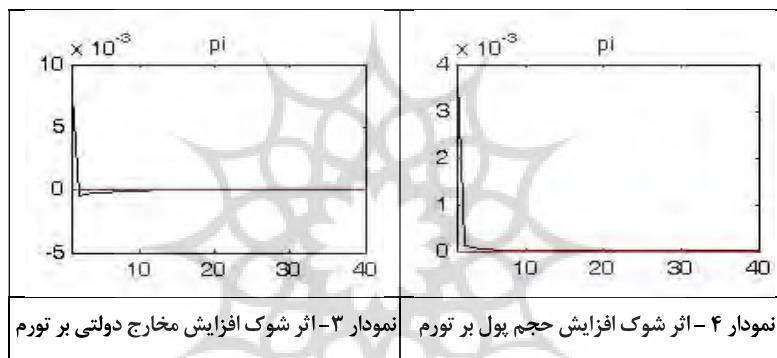 × 10-3 pi
10
5
0
-5
10 20 30 40
× 10-3 pi
4
3
2
1
0
10 20 30 40
نمودار ۳- اثر شوک افزایش مخارج دولتی بر تورم
نمودار ۴ - اثر شوک افزایش حجم پول بر تورم